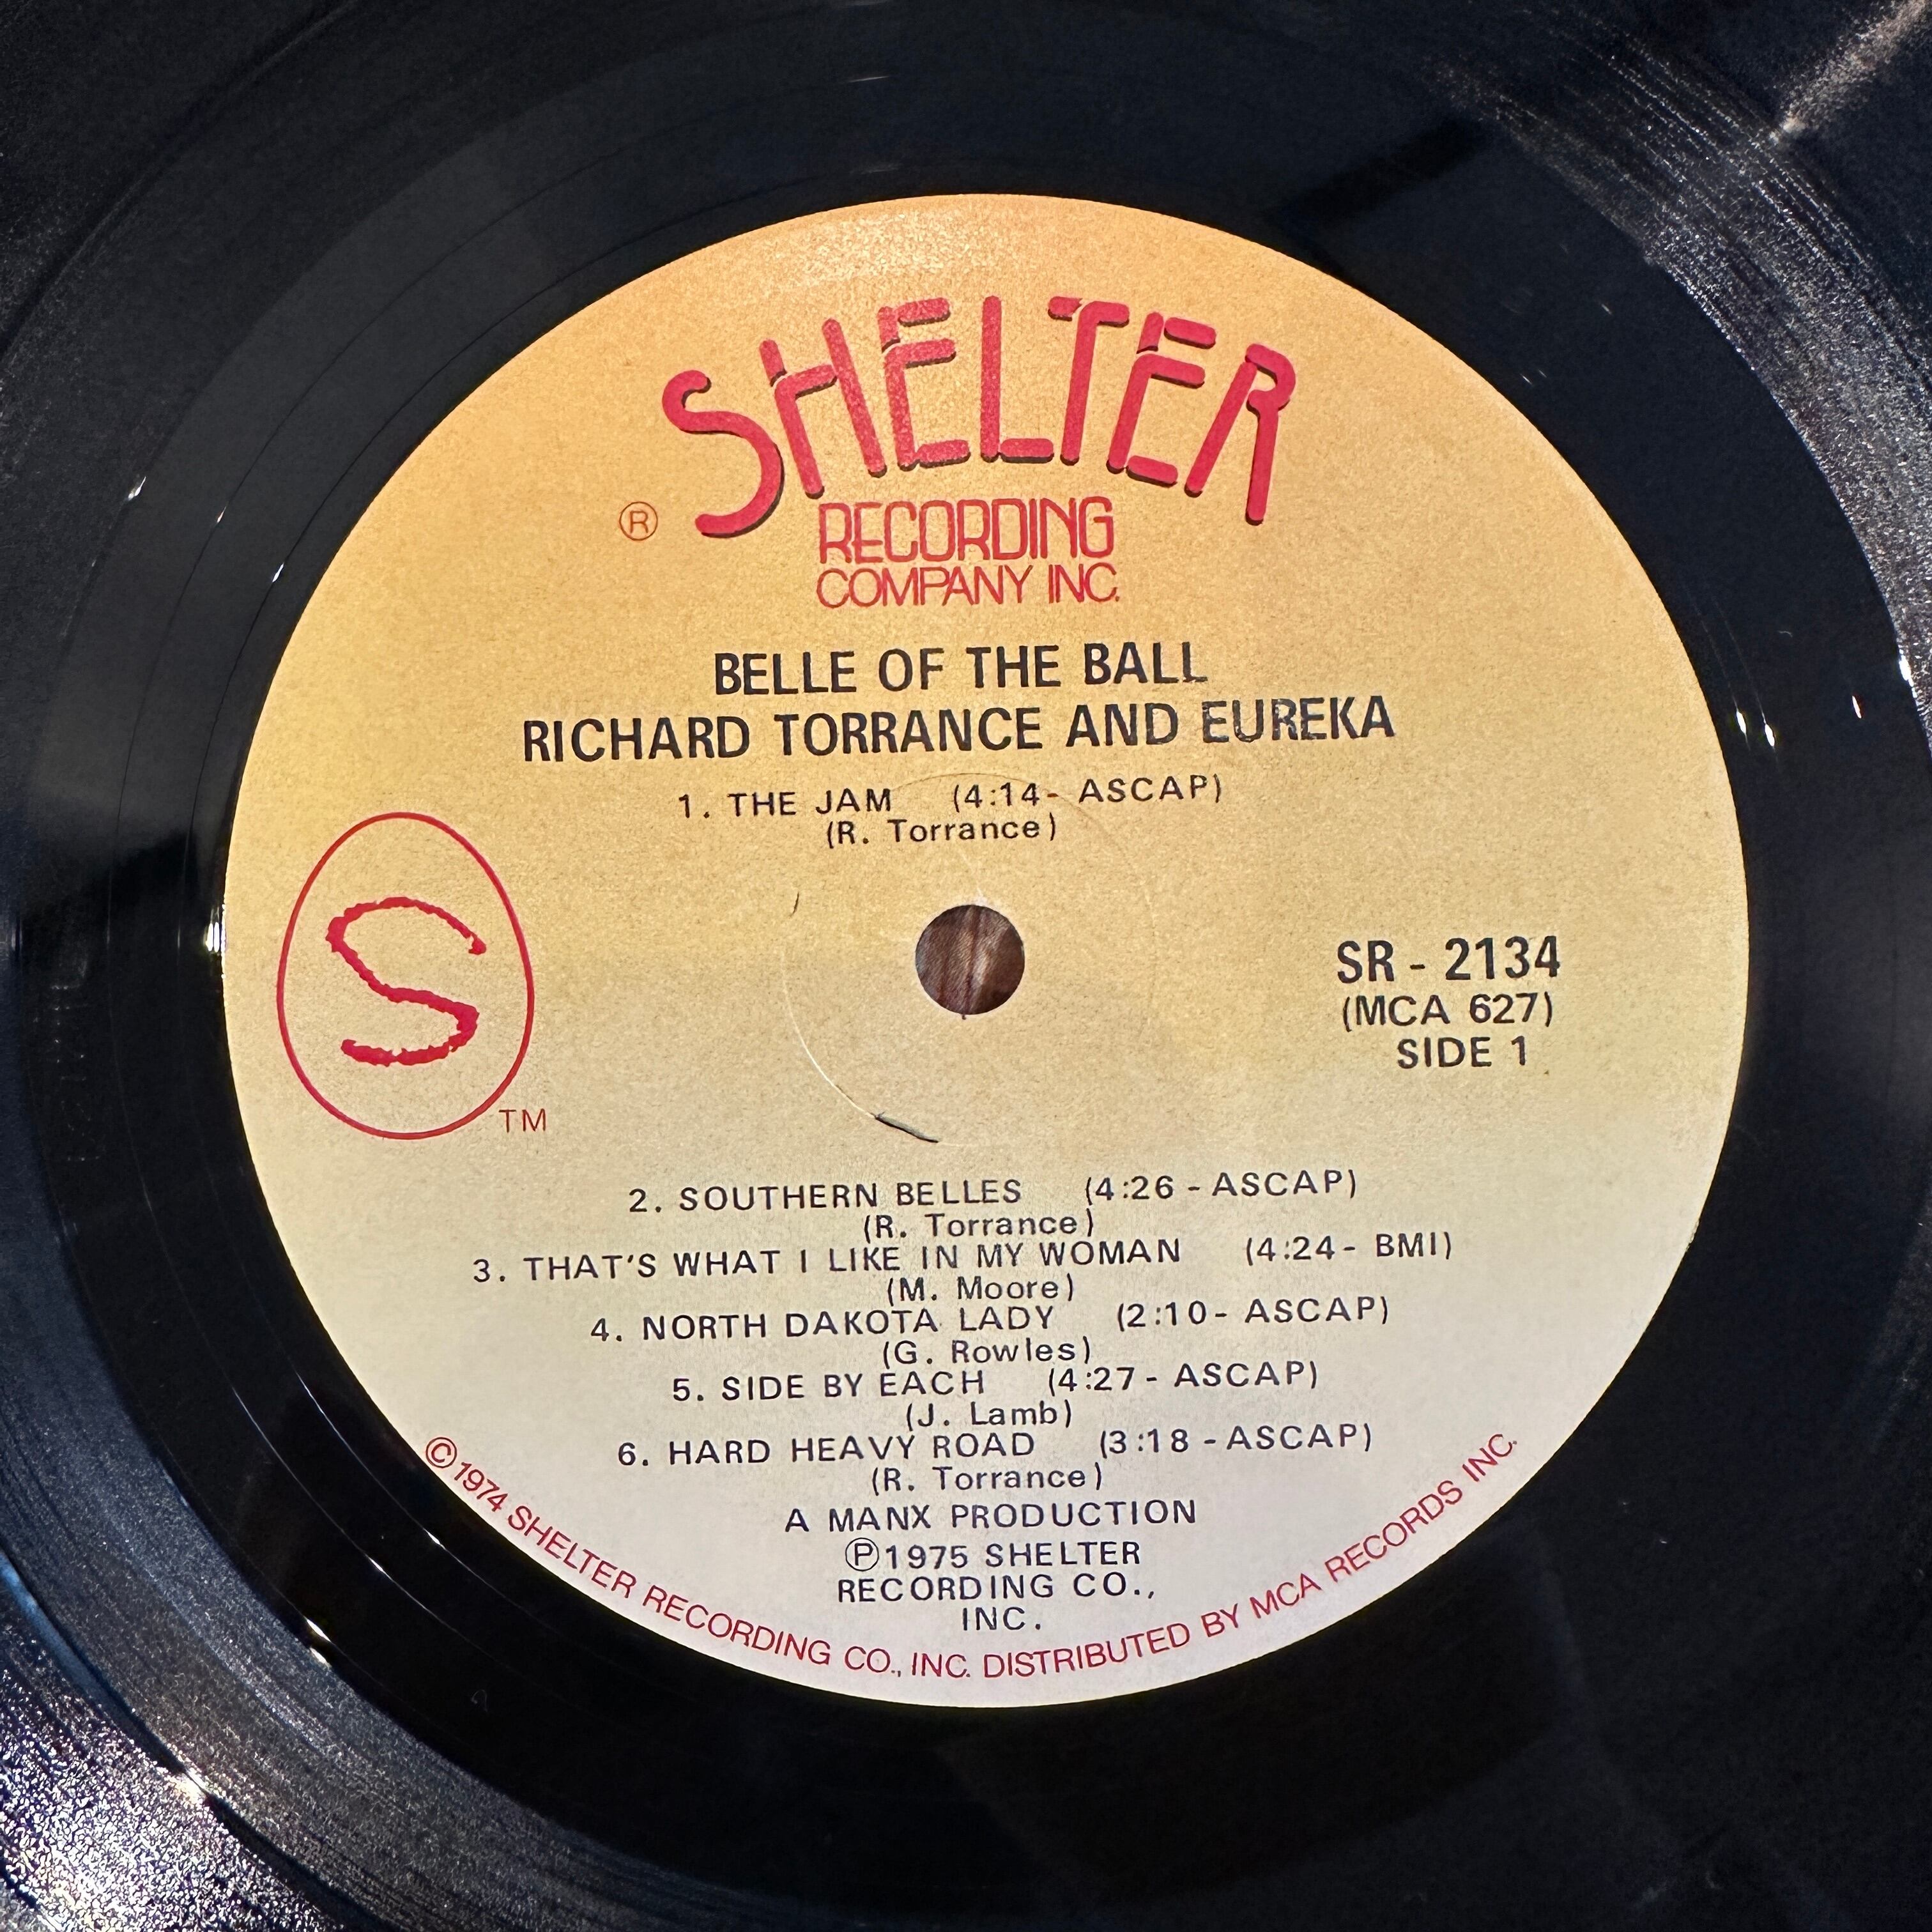 SHELTER
®
RECORDING
COMPANY INC.
BELLE OF THE BALL
RICHARD TORRANCE AND EUREKA
1. THE JAM (4:14- ASCAP)
(R. Torrance)
S
TM
SR - 2134
(MCA 627)
SIDE 1
2. SOUTHERN BELLES (4:26 - ASCAP)
(R. Torrance)
3. THAT'S WHAT I LIKE IN MY WOMAN (4:24- BMI)
(M. Moore)
4. NORTH DAKOTA LADY (2:10- ASCAP)
(G. Rowles)
5. SIDE BY EACH (4:27- ASCAP)
(J. Lamb)
6. HARD HEAVY ROAD (3:18 -ASCAP)
(R. Torrance)
A MANX PRODUCTION
℗1975 SHELTER
RECORDING CO.,
INC.
©1974 SHELTER RECORDING CO., INC. DISTRIBUTED BY MCA RECORDS INC.